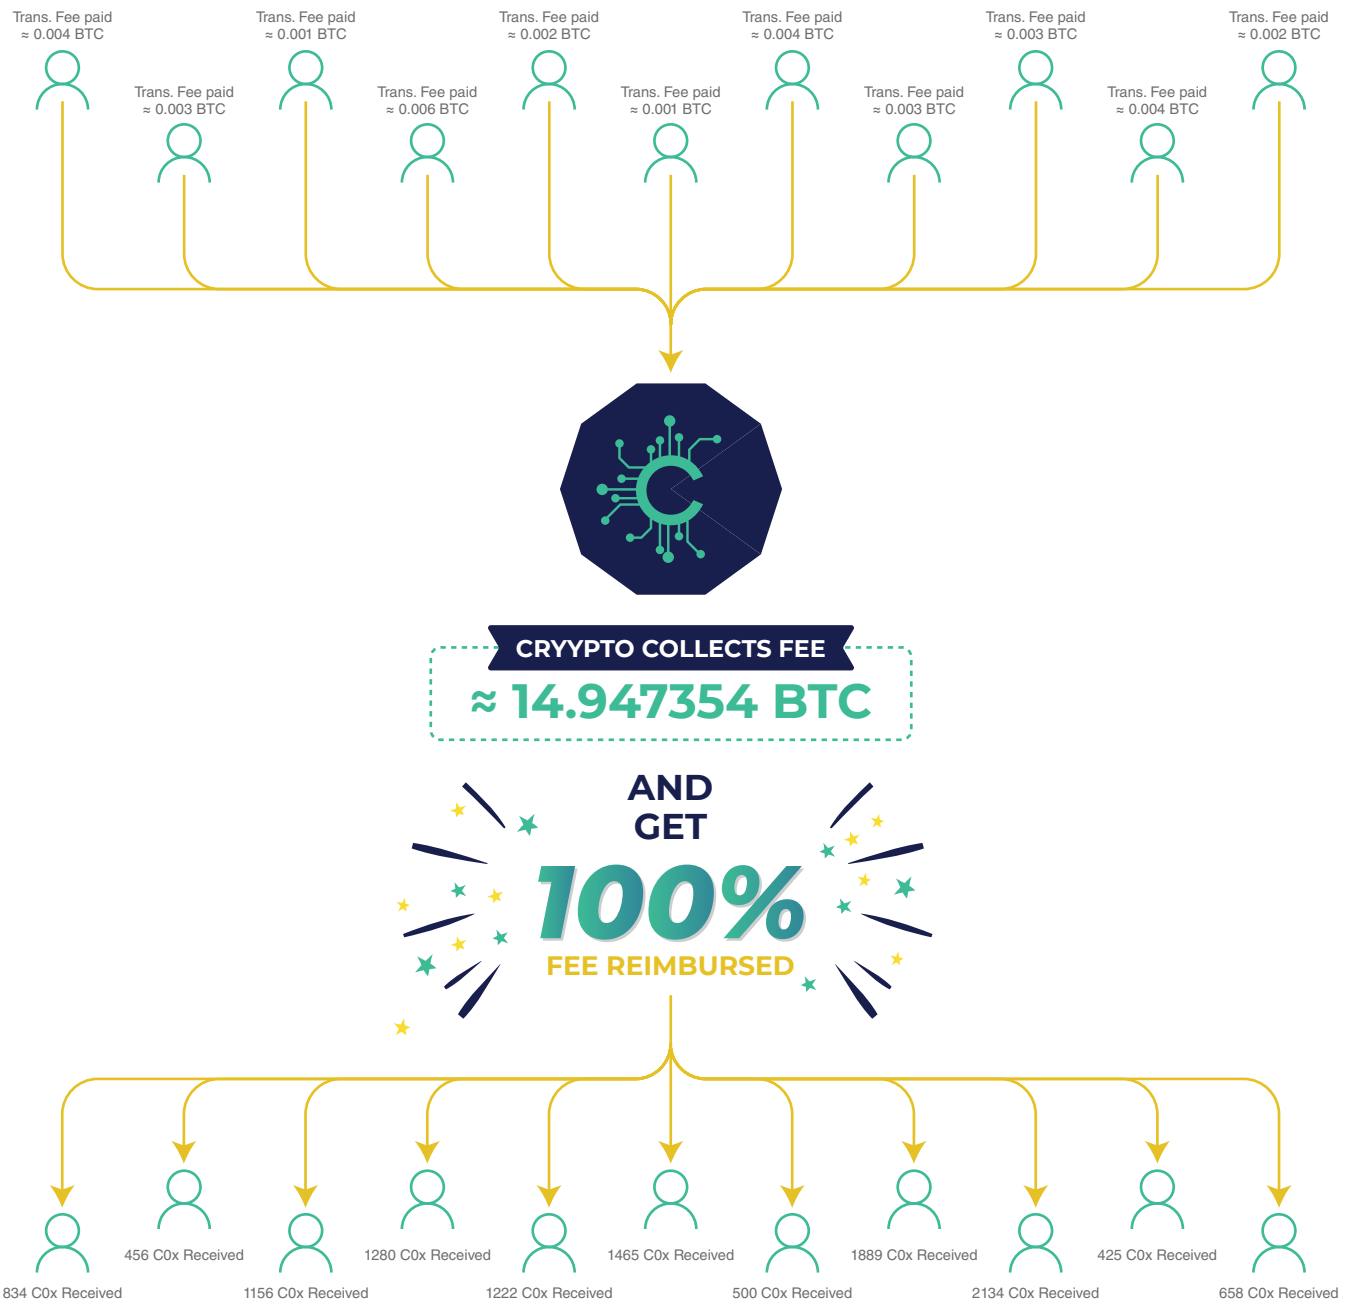 Trans. Fee paid
≈ 0.004 BTC
Trans. Fee paid
≈ 0.001 BTC
Trans. Fee paid
≈ 0.002 BTC
Trans. Fee paid
≈ 0.004 BTC
Trans. Fee paid
≈ 0.003 BTC
Trans. Fee paid
≈ 0.002 BTC
Trans. Fee paid
≈ 0.003 BTC
Trans. Fee paid
≈ 0.006 BTC
Trans. Fee paid
≈ 0.001 BTC
Trans. Fee paid
≈ 0.003 BTC
Trans. Fee paid
≈ 0.004 BTC
CRYYPTO COLLECTS FEE
≈ 14.947354 BTC
AND
GET
100%
FEE REIMBURSED
456 C0x Received
1280 C0x Received
1465 C0x Received
1889 C0x Received
425 C0x Received
834 C0x Received
1156 C0x Received
1222 C0x Received
500 C0x Received
2134 C0x Received
658 C0x Received